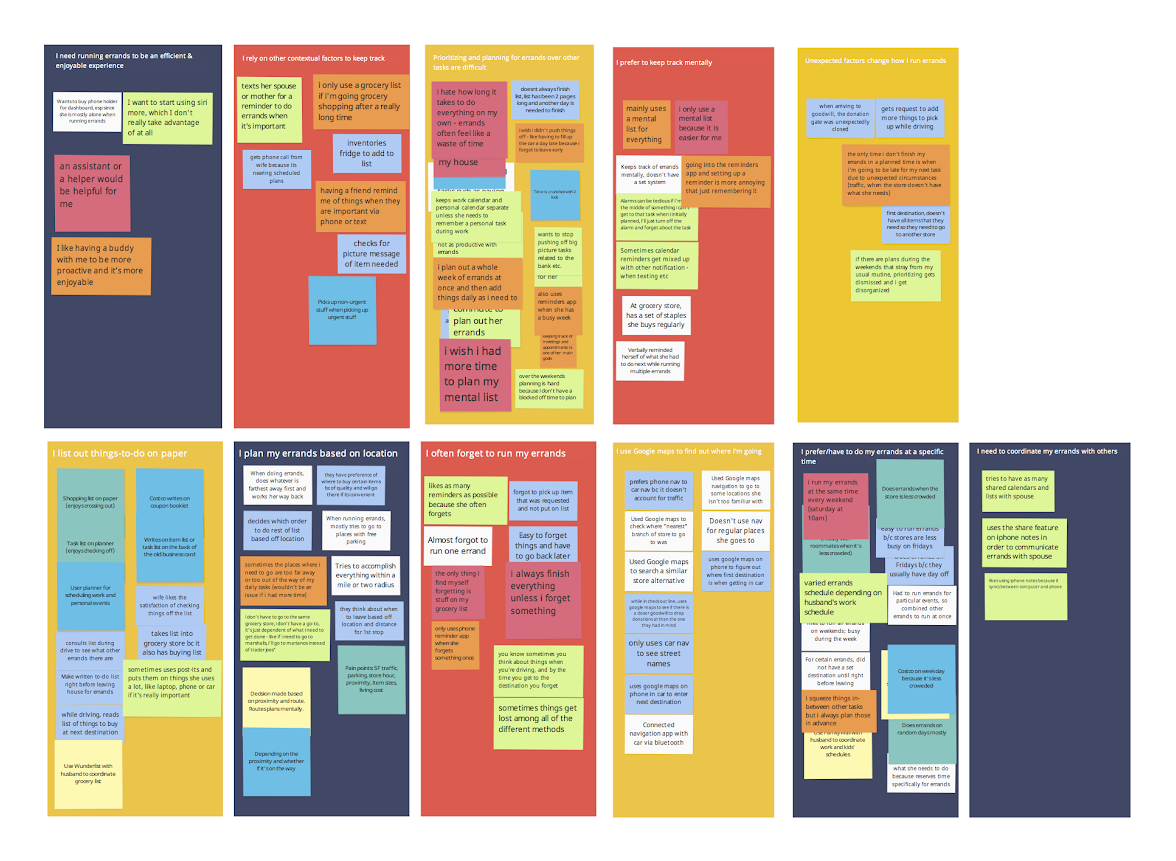 I need running errands to be an efficient &
enjoyable experience
Wants to buy phone holder
for dashboard, esp since
she is mostly alone when
running errands
I want to start using siri
more, which I don't
really take advantage
of at all
an assistant or
a helper would
be helpful for
me
I like having a buddy
with me to be more
proactive and it's more
enjoyable
I rely on other contextual factors to keep track
texts her spouse
or mother for a
reminder to do
errands when
it's important
i only use a grocery list
if i'm going grocery
shopping after a really
long time
gets phone call from
wife because its
nearing scheduled
plans
inventories
fridge to add to
list
having a friend remind
me of things when they
are important via
phone or text
checks for
picture message
of item needed
Picks up non-urgent
stuff when picking up
urgent stuff
Prioritizing and planning for errands over other
tasks are difficult
i hate how long it
takes to do
everything on my
own - errands
often feel like a
waste of time
my house
doesnt always finish
list, list has been 2 pages
long and another day is
needed to finish
i wish i didn't push things
off - like having to fill up
the car a day late because i
forgot to leave early
Time is crunched with 2
kids
keeps work calendar and
personal calendar separate
unless she needs to
remember a personal task
during work
not as productive with
errands
wants to stop
pushing off big
picture tasks
related to the
bank etc.
for her
i plan out a whole
week of errands at
once and then add
things daily as i need to
also uses
reminders app
when she has
a busy week
commute to
plan out her
errands
keeping track of
meetings and
appointments is
one of her main
goals
i wish i had
more time
to plan my
mental list
over the weekends
planning is hard
because I don't have a
blocked off time to plan
I prefer to keep track mentally
mainly uses
a mental
list for
everything
i only use a
mental list
because it is
easier for me
Keeps track of errands
mentally, doesn't have
a set system
going into the reminders
app and setting up a
reminder is more annoying
that just remembering it
Alarms can be tedious if I'm
the middle of something I can't
get to that task when initially
planned, I'll just turn off the
alarm and forget about the task
Sometimes calendar
reminders get mixed up
with other notification -
when texting etc
At grocery store,
has a set of staples
she buys regularly
Verbally reminded
herself of what she had
to do next while running
multiple errands
Unexpected factors change how I run errands
when arriving to
goodwill, the donation
gate was unexpectedly
closed
gets request to add
more things to pick
up while driving
the only time i don't finish my
errands in a planned time is when
i'm going to be late for my next task
due to unexpected circumstances
(traffic, when the store doesn't have
what she needs)
first destination, doesn't
have all items that they
need so they need to go
to another store
if there are plans during the
weekends that stray from my
usual routine, prioritizing gets
dismissed and i get
disorganized
I list out things-to-do on paper
Shopping list on paper
(enjoys crossing out)
Costco writes on
coupon booklet
Task list on planner
(enjoys checking off)
Writes on item list or
task list on the back of
the old business card
User planner for
scheduling work and
personal events
wife likes the
satisfaction of checking
things off the list
consults list during
drive to see what other
errands there are
takes list into
grocery store bc it
also has buying list
Make written to-do list
right before leaving
house for errands
sometimes uses post-its and
puts them on things she uses
a lot, like laptop, phone or car
if it's really important
while driving, reads
list of things to buy
at next destination
Use Wunderlist with
husband to coordinate
grocery list
I plan my errands based on location
When doing errands,
does whatever is
farthest away first and
works her way back
they have preference of
where to buy certain items
bc of quality and will go
there if its convenient
decides which order
to do rest of list
based off location
When running errands,
mostly tries to go to
places with free
parking
sometimes the places where i
need to go are too far away
or too out of the way of my
daily tasks (wouldn't be an
issue if i had more time)
Tries to accomplish
everything within a
mile or two radius
I don't have to go to the same
grocery store, I don't have a go to,
it's just dependent of what I need to
get done - like if I need to go to
marshalls, I'll go to marianos instead
of trader joes"
they think about when
to leave based off
location and distance
for 1st stop
Pain points: SF traffic,
parking, store hour,
proximity, item sizes,
living cost
Decision made based
on proximity and route.
Routes plans mentally.
Depending on the
proximity and whether
if it's on the way
I often forget to run my errands
likes as many
reminders as possible
because she often
forgets
forgot to pick up item
that was requested
and not put on list
Almost forgot to
run one errand
Easy to forget
things and have
to go back later
the only thing I
find myself
forgetting is
stuff on my
grocery list
i always finish
everything
unless i forget
something
only uses phone
reminder app
when she
forgets
something once
you know sometimes you
think about things when
you're driving, and by the
time you get to the
destination you forget
sometimes things get
lost among all of the
different methods
I use Google maps to find out where I'm going
prefers phone nav to
car nav bc it doesn't
account for traffic
Used Google maps
navigation to go to
some locations she
isn't too familiar with
Used Google maps to
check where "nearest"
branch of store to go
to was
Doesn't use nav
for regular places
she goes to
Used Google maps
to search a similar
store alternative
uses google maps on
phone to figure out
where first destination
is when getting in car
while in check out line, uses
google maps to see if there is
a closer goodwill to drop
donations at than the one
they had in mind
only uses car nav
to see street
names
uses google maps on
phone in car to enter
next destination
Connected
navigation app with
car via bluetooth
I prefer/have to do my errands at a specific
time
i run my errands
at the same time
every weekend
(saturday at
10am)
Does errands when the
store is less crowded
roommates when it's
less crowded)
easy to run errands
b/c stores are less
busy on fridays
Fridays b/c they
usually have day off
varied errands
schedule depending on
husband's work
schedule
Had to run errands for
particular events, so
combined other
errands to run at once
on weekends; busy
during the week
For certain errands, did
not have a set
destination until right
before leaving
Costco on weekday
because it's less
crowded
i squeeze things in-
between other tasks
but i always plan those
in advance
Does errands on
random days mostly
husband to coordinate
work and kids'
schedules
what she needs to do
because reserves time
specifically for errands
I need to coordinate my errands with others
tries to have as many
shared calendars and
lists with spouse
uses the share feature
on iphone notes in
order to communicate
errands with spouse
likes using phone notes because it
syncs between computer and phone